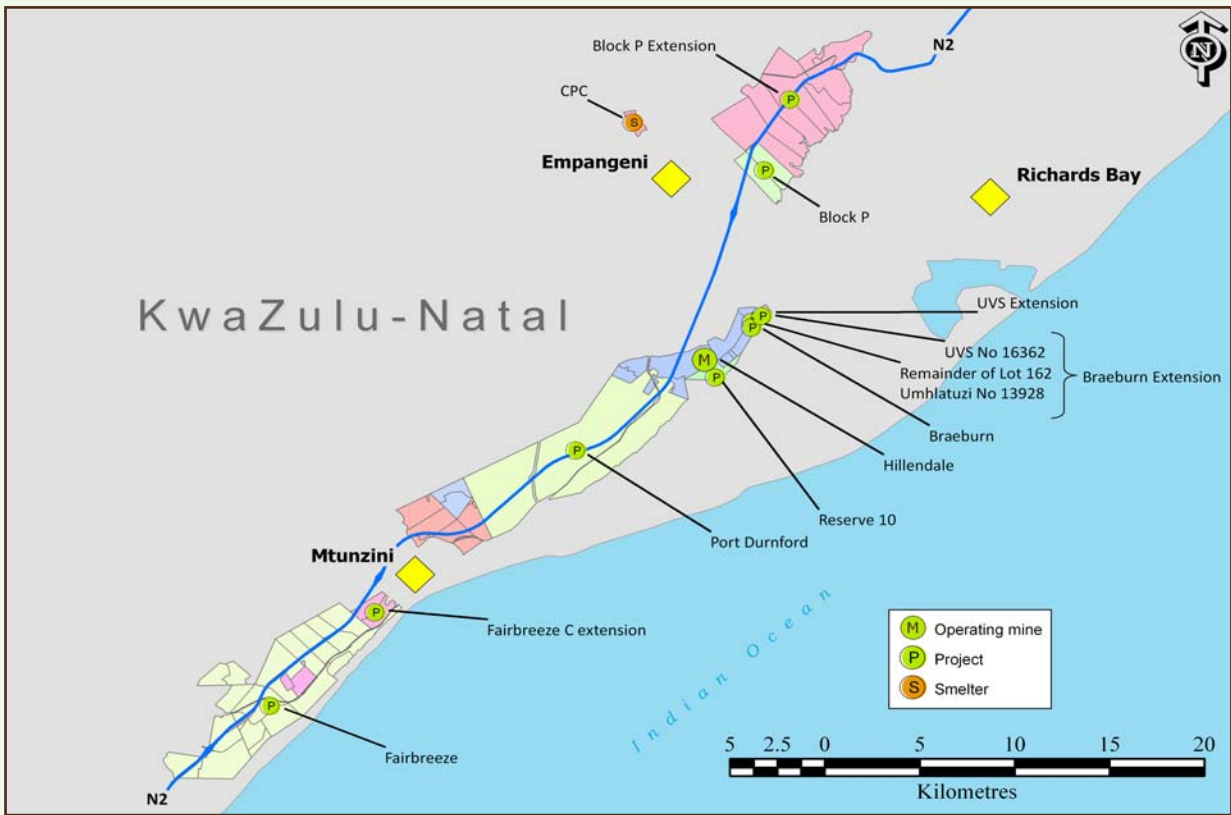 Block P Extension
N2
N
CPC
P
S
Empangeni
P
Richards Bay
Block P
KwaZulu-Natal
UVS Extension
P
P
UVS No 16362
M
Remainder of Lot 162
Braeburn Extension
P
Umhlatuzi No 13928
Braeburn
Hillendale
P
Reserve 10
Port Durnford
Mtunzini
P
Fairbreeze C extension
Indian Ocean
M Operating mine
P Project
S Smelter
P
Fairbreeze
5 2.5 0 5 10 15 20
Kilometres
N2